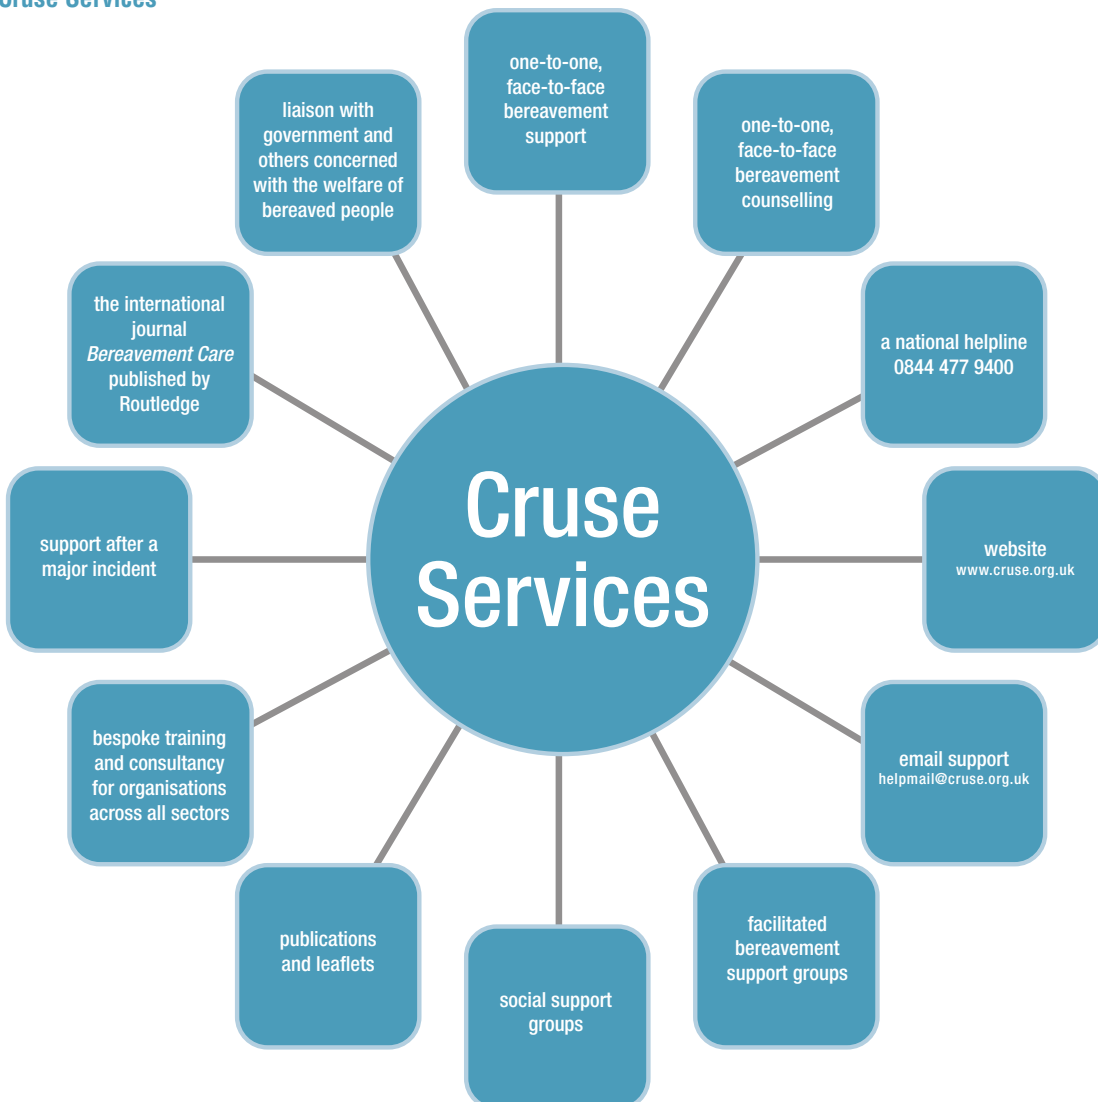 Cruse Services
one-to-one,
face-to-face
bereavement
support
one-to-one,
face-to-face
bereavement
counselling
a national helpline
0844 477 9400
website
www.cruse.org.uk
email support
helpmail@cruse.org.uk
facilitated
bereavement
support groups
social support
groups
publications
and leaflets
bespoke training
and consultancy
for organisations
across all sectors
support after a
major incident
the international
journal
Bereavement Care
published by
Routledge
liaison with
government and
others concerned
with the welfare of
bereaved people
Cruse
Services